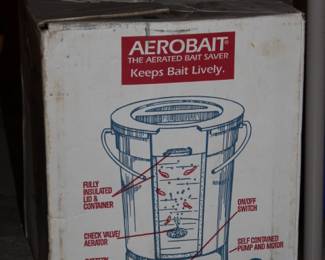 AEROBAIT®
THE AERATED BAIT SAVER
Keeps Bait Lively.
FULLY
INSULATED
LID &
CONTAINER
ON/OFF
SWITCH
CHECK VALVE/
AERATOR
SELF CONTAINED
PUMP AND MOTOR